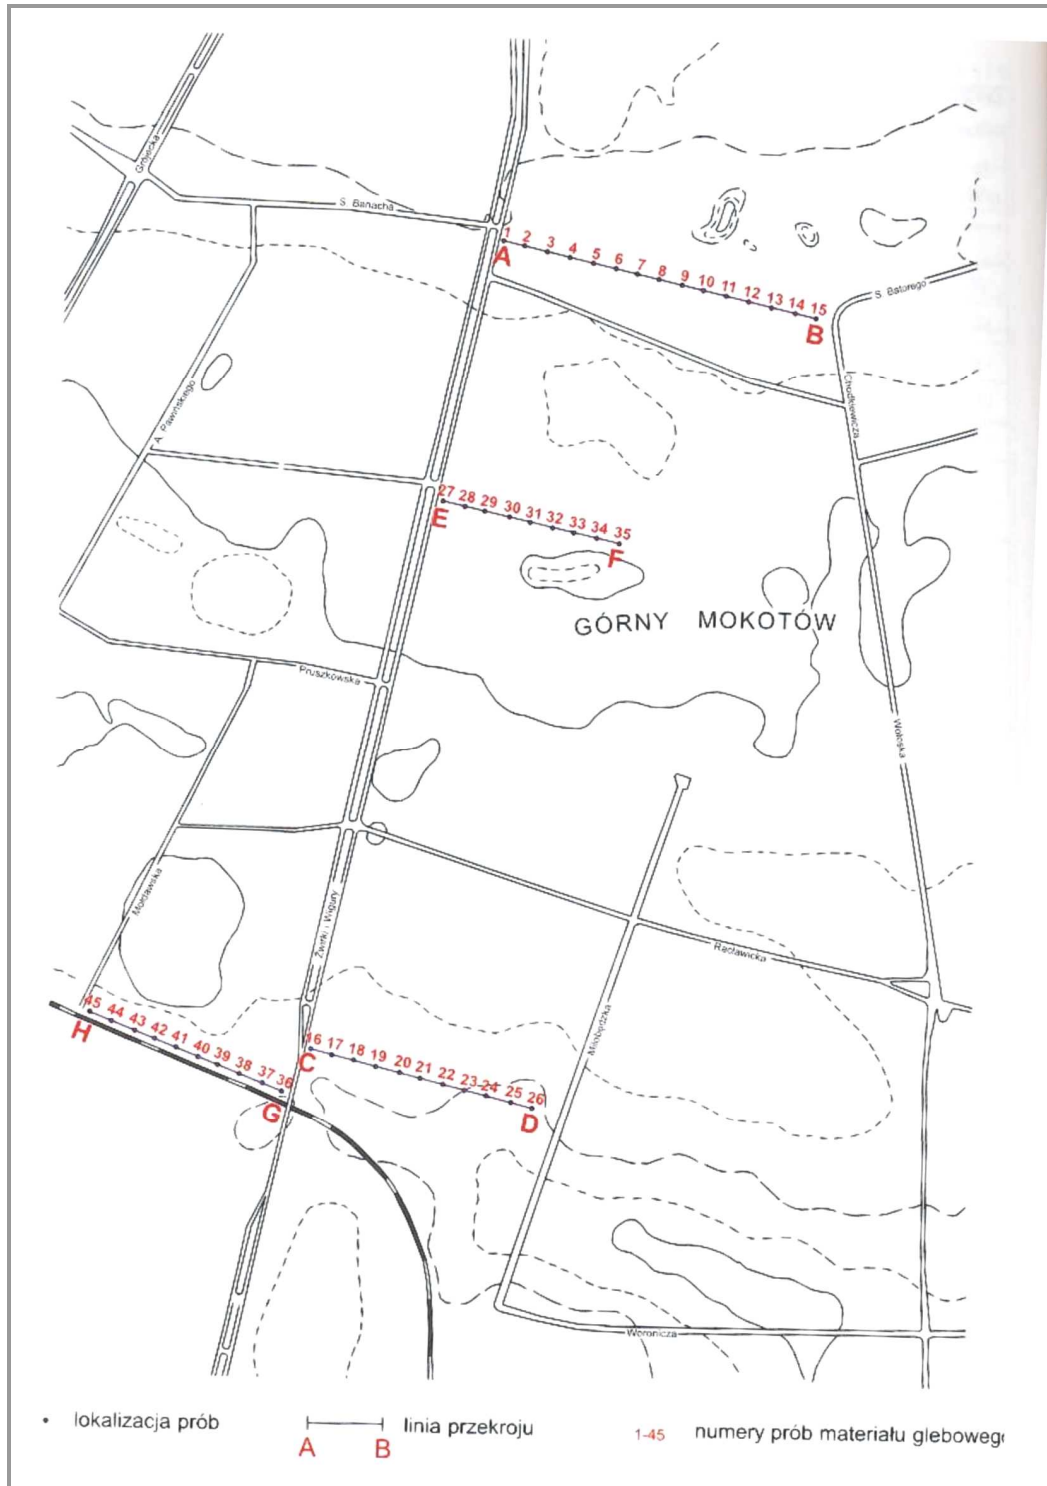 Grójecka
S. Banacha
1 2 3 4 5 6 7 8 9 10 11 12 13 14 15
A
B
S. Batorego
Chodkiewicza
A. Pawińskiego
27 28 29 30 31 32 33 34 35
E
F
GÓRNY MOKOTÓW
Pruszkowska
Wołoska
Mołdawska
Żwirki i Wigury
Racławicka
Miłobędzka
45 44 43 42 41 40 39 38 37 36
H
G
16 17 18 19 20 21 22 23 24 25 26
C
D
Woronicza
• lokalizacja prób
A B linia przekroju
1-45 numery prób materiału gleboweg